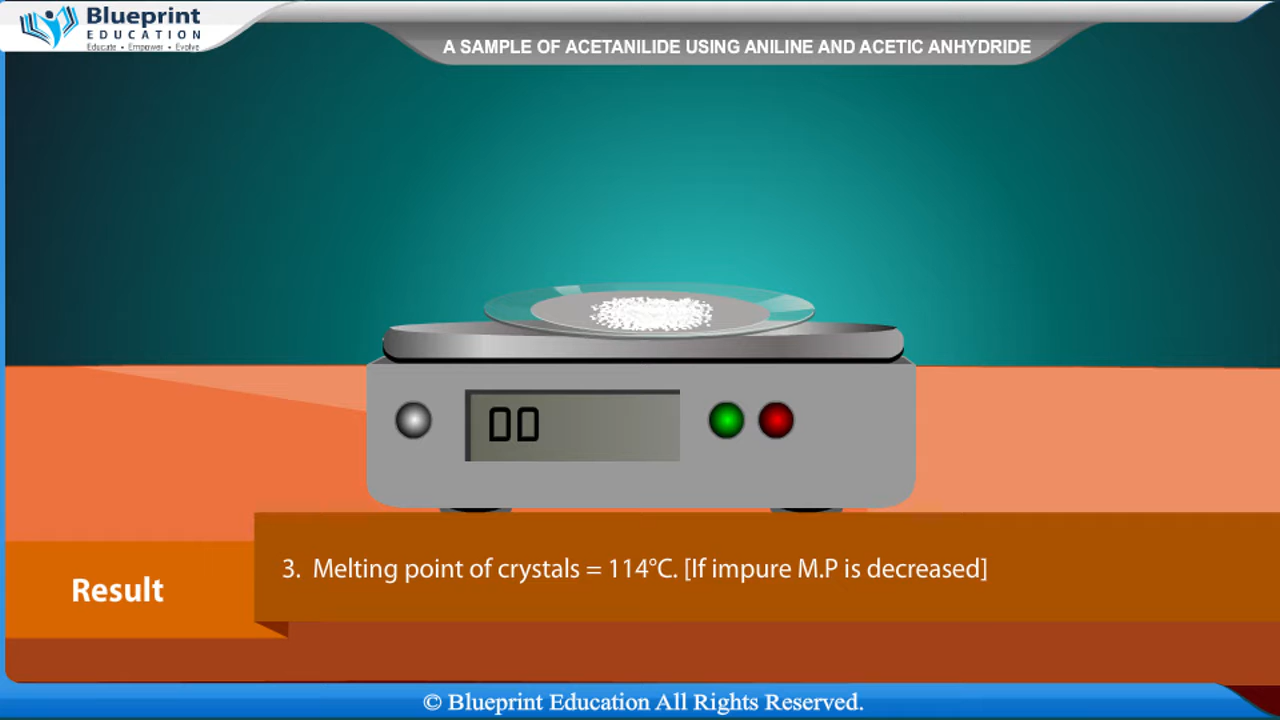 Blueprint
EDUCATION
Educate • Empower • Evolve
A SAMPLE OF ACETANILIDE USING ANILINE AND ACETIC ANHYDRIDE
00
3. Melting point of crystals = 114°C. [If impure M.P is decreased]
Result
© Blueprint Education All Rights Reserved.